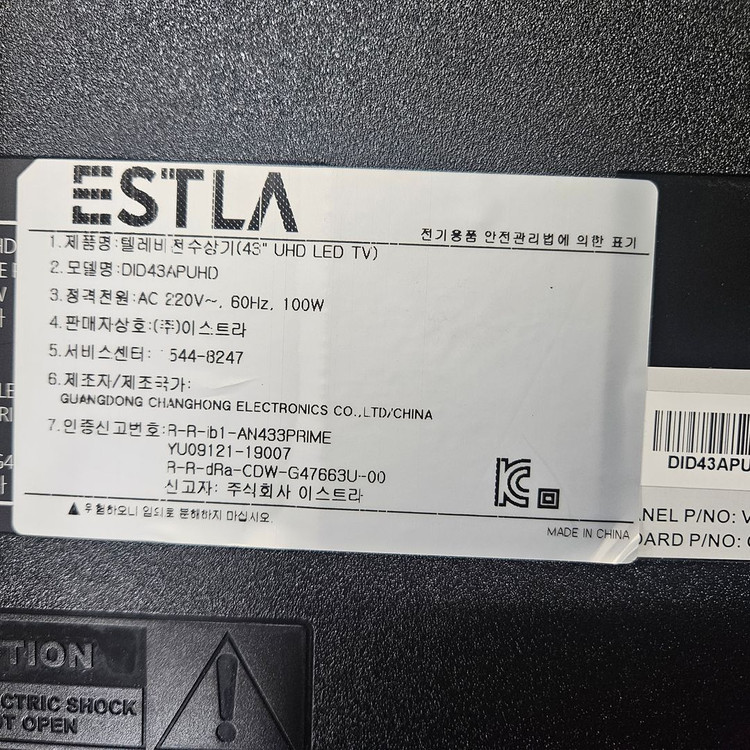 ESTLA
전기용품 안전관리법에 의한 표기
1.제품명:텔레비전수상기(43" UHD LED TV)
2.모델명:DID43APUHD
3.정격전원:AC 220V~, 60Hz, 100W
4.판매자상호:(주)이스트라
5.서비스센터: 544-8247
6.제조자/제조국가:
GUANGDONG CHANGHONG ELECTRONICS CO.,LTD/CHINA
7.인증신고번호:R-R-ib1-AN433PRIME
YU09121-19007
R-R-dRa-CDW-G47663U-00
신고자: 주식회사 이스트라
▲ 위험하오니 임의로 분해하지 마십시오.
MADE IN CHINA
DID43APU
ANEL P/NO: V
OARD P/NO:
TION
CTRIC SHOCK
OT OPEN